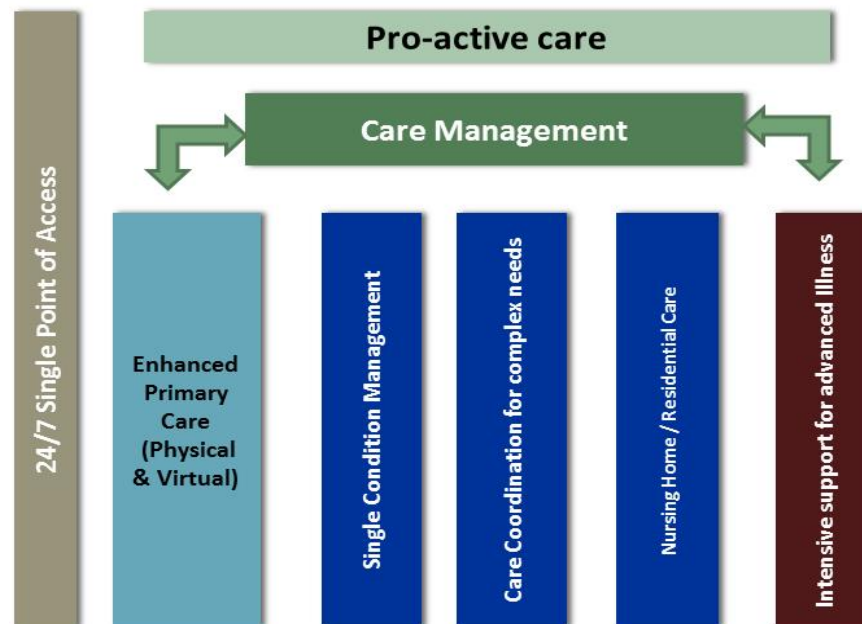 Pro-active care
Care Management
24/7 Single Point of Access
Enhanced
Primary
Care
(Physical
& Virtual)
Single Condition Management
Care Coordination for complex needs
Nursing Home / Residential Care
Intensive support for advanced Illness